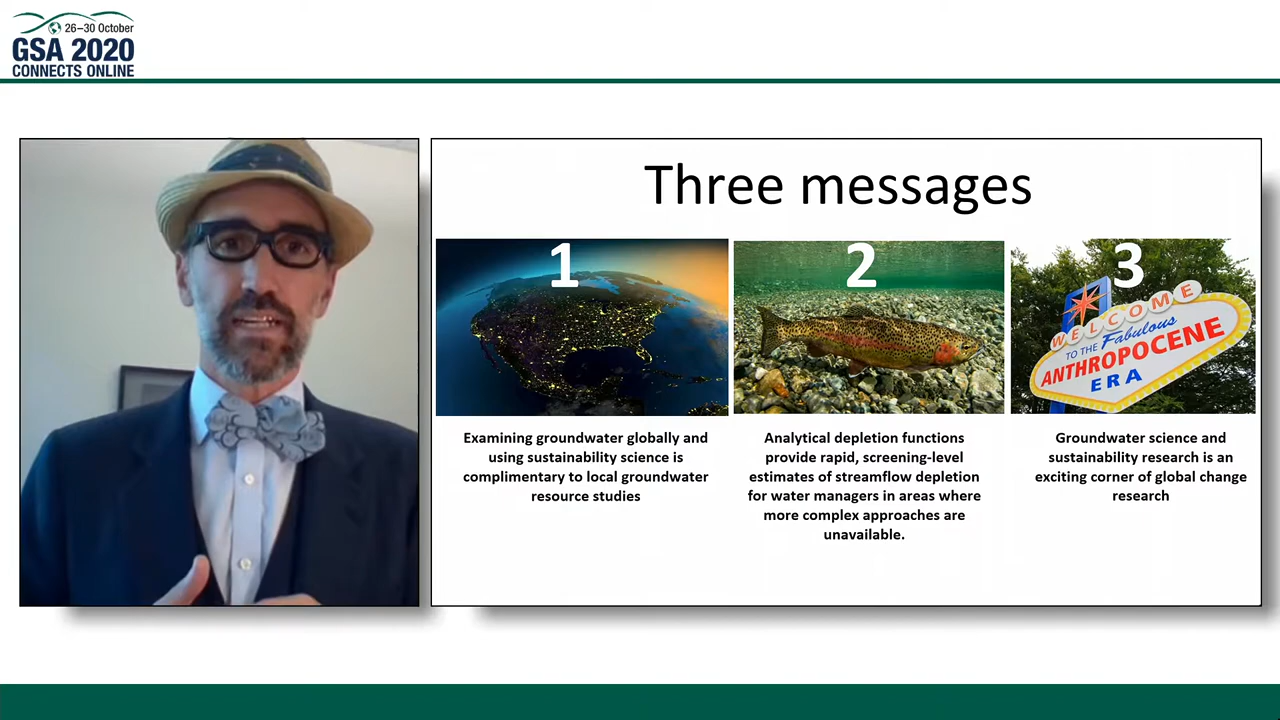 26–30 October
GSA 2020
CONNECTS ONLINE
Three messages
1
Examining groundwater globally and
using sustainability science is
complimentary to local groundwater
resource studies
2
Analytical depletion functions
provide rapid, screening-level
estimates of streamflow depletion
for water managers in areas where
more complex approaches are
unavailable.
3
WELCOME
TO THE Fabulous
ANTHROPOCENE
ERA
Groundwater science and
sustainability research is an
exciting corner of global change
research